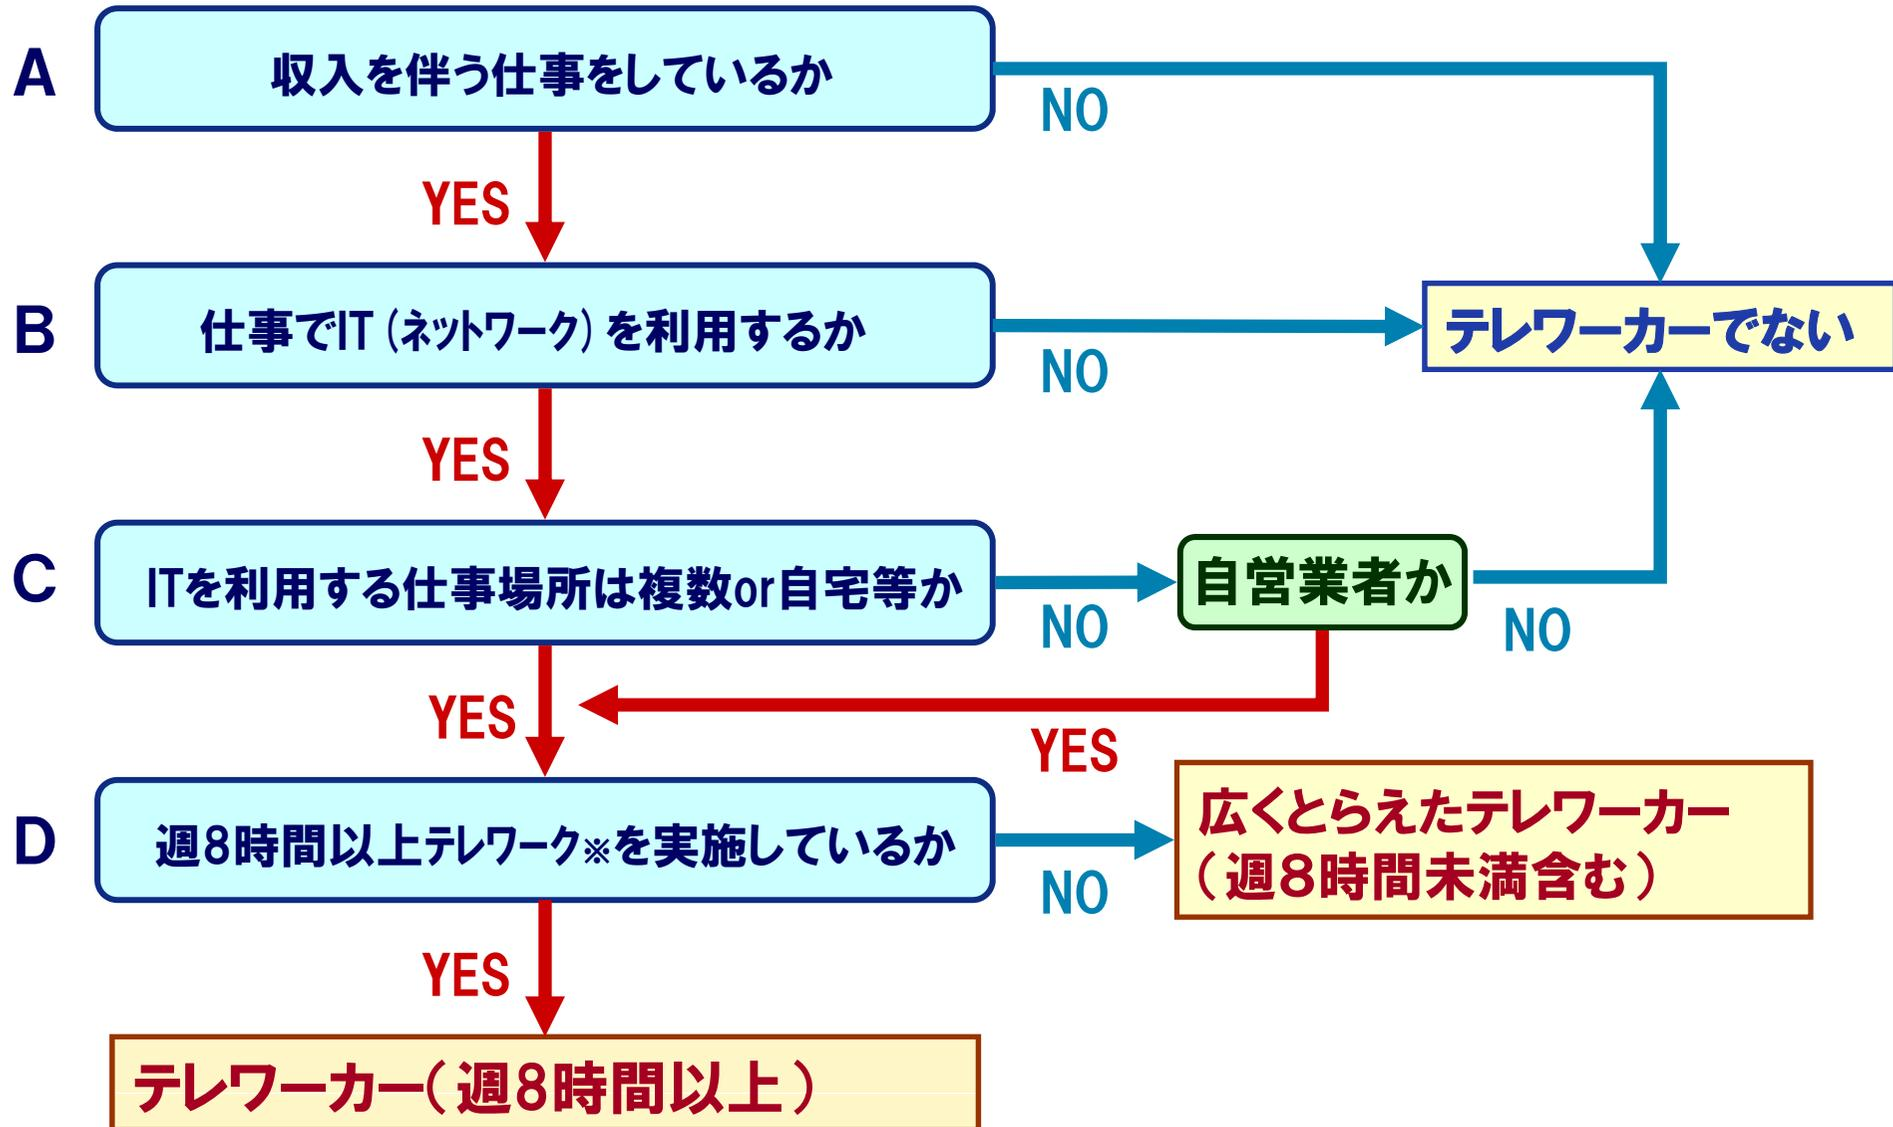 A
収入を伴う仕事をしているか
NO
YES
B
仕事でIT（ネットワーク）を利用するか
NO
テレワーカーでない
YES
C
ITを利用する仕事場所は複数or自宅等か
NO
自営業者か
NO
YES
YES
D
週8時間以上テレワーク※を実施しているか
NO
広くとらえたテレワーカー
（週8時間未満含む）
YES
テレワーカー（週8時間以上）